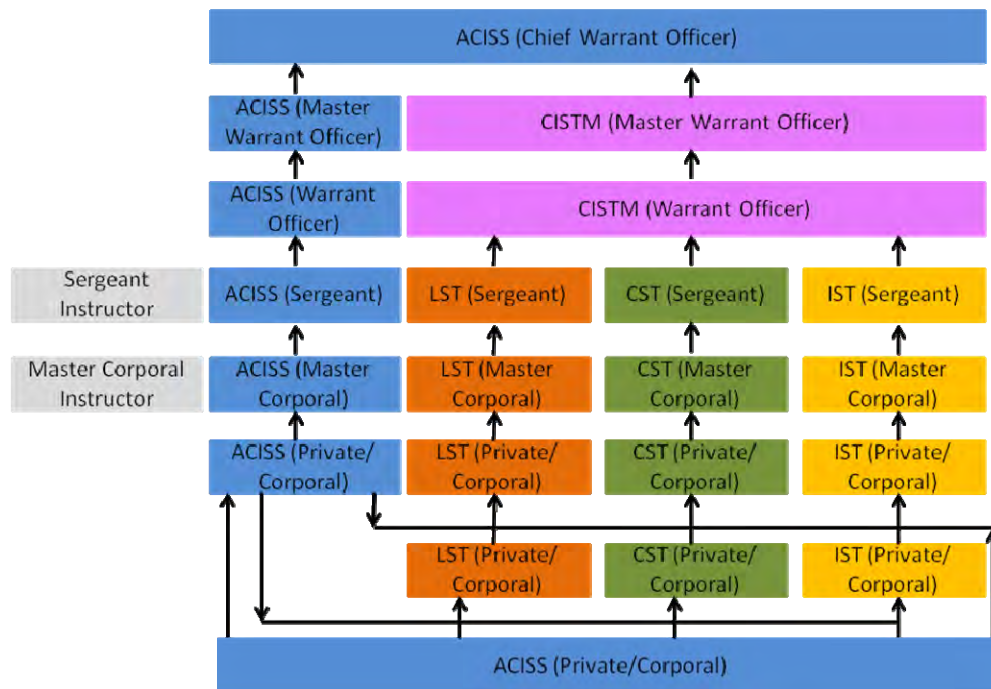 ACISS (Chief Warrant Officer)
ACISS (Master
Warrant Officer)
CISTM (Master Warrant Officer)
ACISS (Warrant
Officer)
CISTM (Warrant Officer)
Sergeant
Instructor
ACISS (Sergeant)
LST (Sergeant)
CST (Sergeant)
IST (Sergeant)
Master Corporal
Instructor
ACISS (Master
Corporal)
LST (Master
Corporal)
CST (Master
Corporal)
IST (Master
Corporal)
ACISS (Private/
Corporal)
LST (Private/
Corporal)
CST (Private/
Corporal)
IST (Private/
Corporal)
LST (Private/
Corporal)
CST (Private/
Corporal)
IST (Private/
Corporal)
ACISS (Private/Corporal)